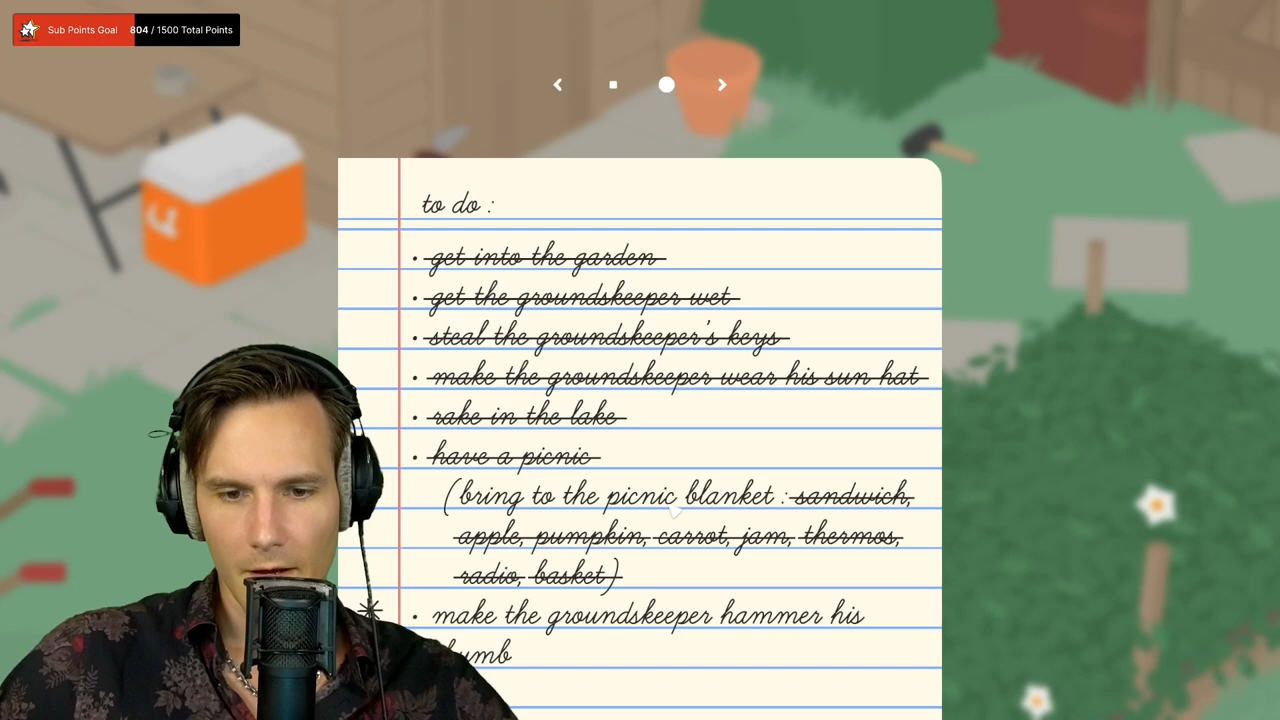 Sub Points Goal 804 / 1500 Total Points
to do :
• get into the garden
• get the groundskeeper wet
• steal the groundskeeper's keys
• make the groundskeeper wear his sun hat
• rake in the lake
• have a picnic
(bring to the picnic blanket : sandwich,
apple, pumpkin, carrot, jam, thermos,
radio, basket)
• make the groundskeeper hammer his
umb